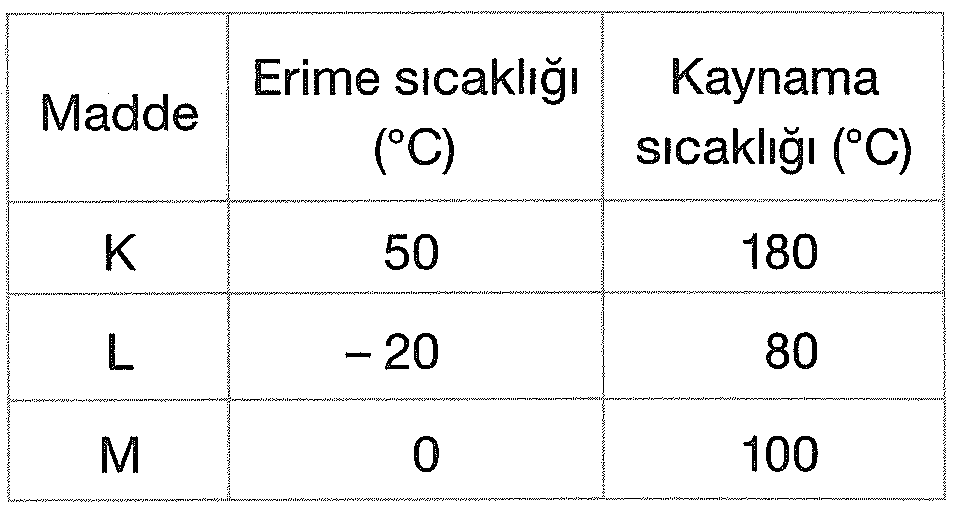 Madde
Erime sıcaklığı
(°C)
Kaynama
sıcaklığı (°C)
K 50 180
L – 20 80
M 0 100